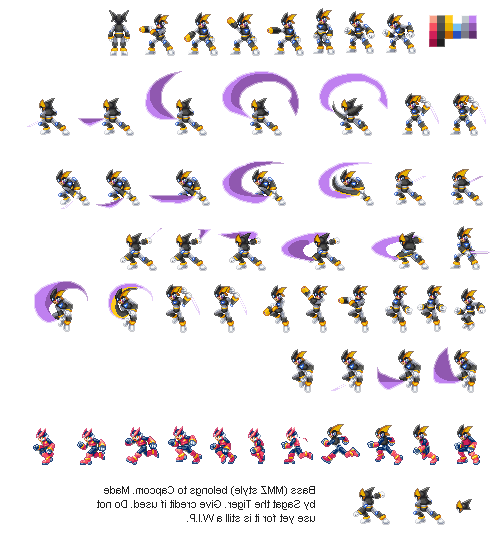 Bass (MMZ style) belongs to Capcom. Made
by Sagat the Tiger. Give credit if used. Do not
use yet for it is still a W.I.P.